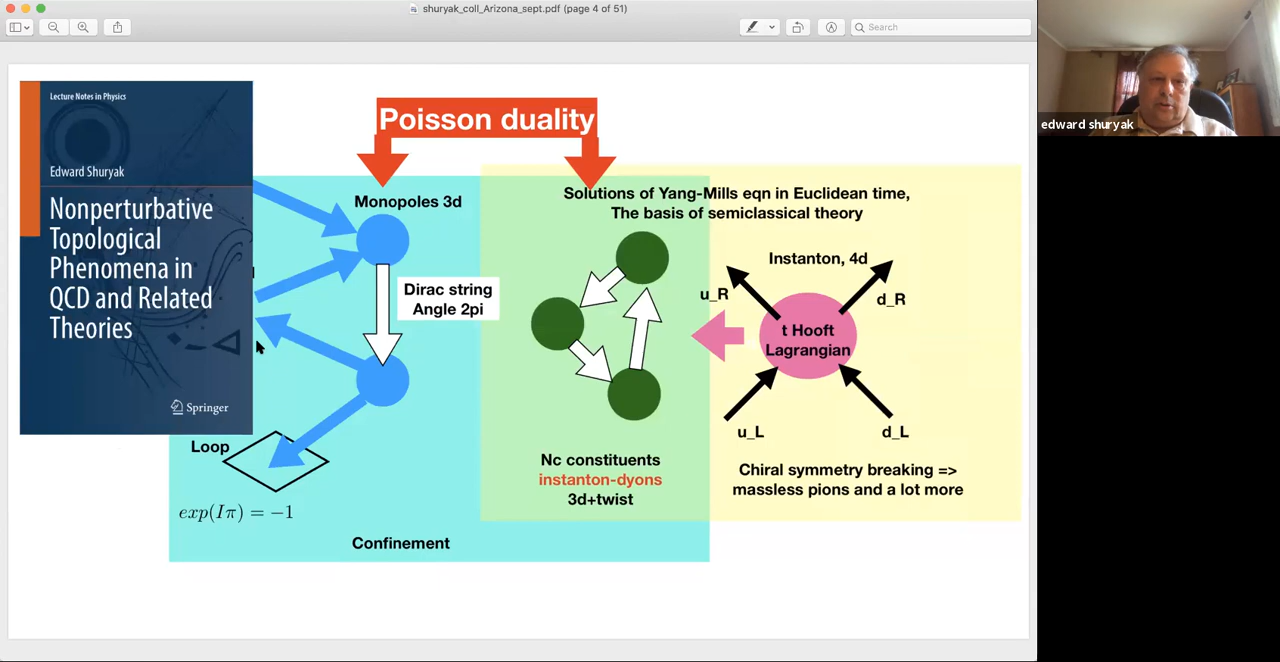 shuryak_coll_Arizona_sept.pdf (page 4 of 51)
Search
edward shuryak
Lecture Notes in Physics
Edward Shuryak
Nonperturbative
Topological
Phenomena in
QCD and Related
Theories
Springer
Poisson duality
Monopoles 3d
Dirac string
Angle 2pi
Loop
exp(Iπ) = −1
Confinement
Solutions of Yang-Mills eqn in Euclidean time,
The basis of semiclassical theory
Nc constituents
instanton-dyons
3d+twist
Instanton, 4d
u_R
d_R
t Hooft
Lagrangian
u_L
d_L
Chiral symmetry breaking =>
massless pions and a lot more